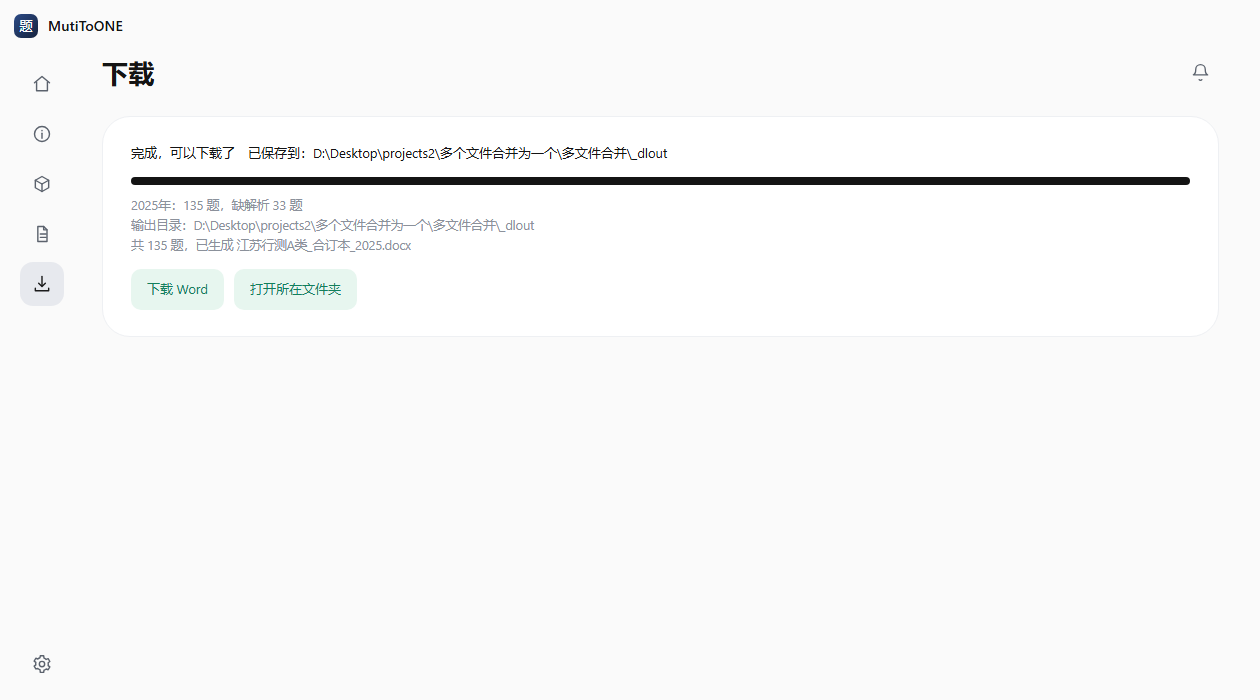 题 MutiToONE
下载
完成，可以下载了 已保存到：D:\Desktop\projects2\多个文件合并为一个\多文件合并\_dlout
2025年：135 题，缺解析 33 题
输出目录：D:\Desktop\projects2\多个文件合并为一个\多文件合并\_dlout
共 135 题，已生成 江苏行测A类_合订本_2025.docx
下载 Word 打开所在文件夹